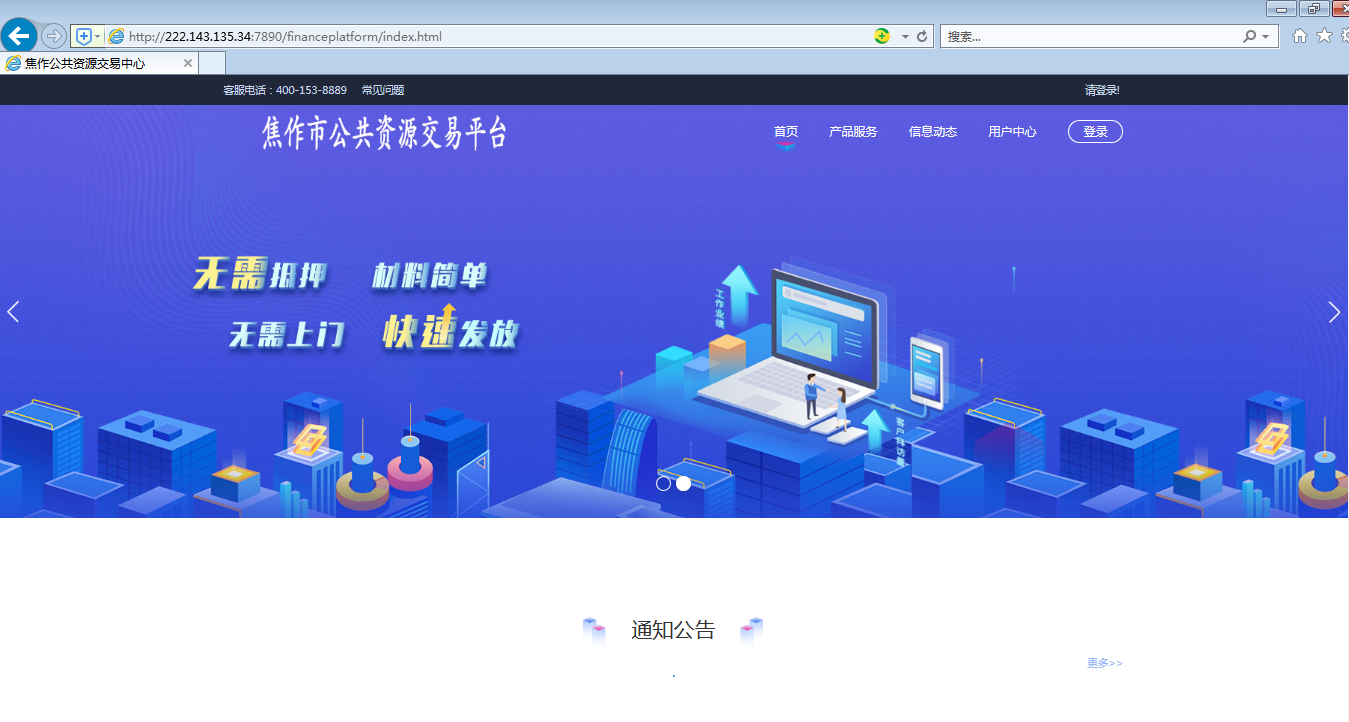 http://222.143.135.34:7890/financeplatform/index.html
搜索...
焦作公共资源交易中心
客服电话：400-153-8889 常见问题 请登录!
焦作市公共资源交易平台
首页 产品服务 信息动态 用户中心 登录
无需抵押 材料简单
无需上门 快速发放
工作业绩
客户拜访量
通知公告
更多>>